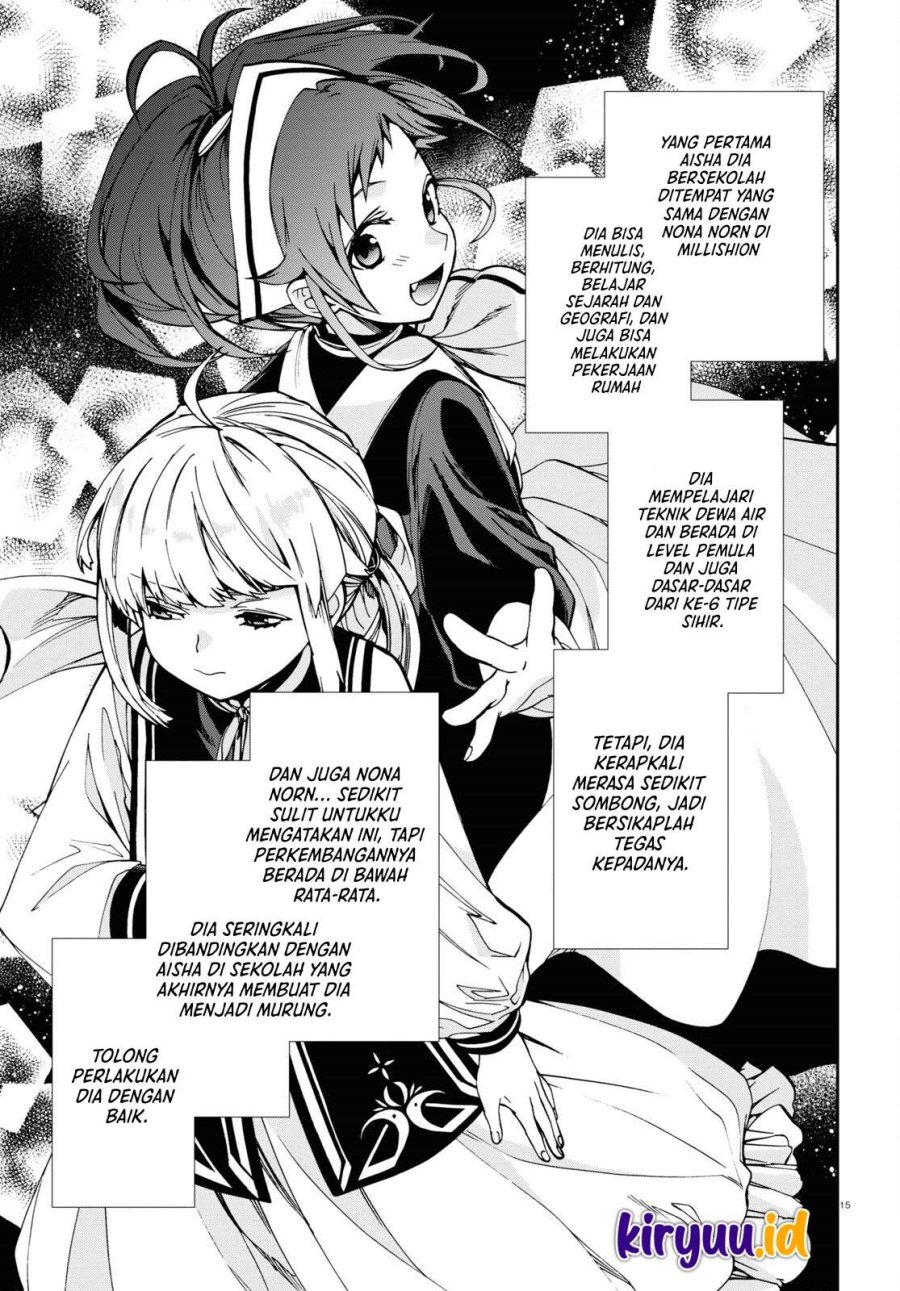 YANG PERTAMA
AISHA DIA
BERSEKOLAH
DITEMPAT YANG
SAMA DENGAN
NONA NORN DI
MILLISHION
DIA BISA
MENULIS,
BERHITUNG,
BELAJAR
SEJARAH DAN
GEOGRAFI, DAN
JUGA BISA
MELAKUKAN
PEKERJAAN
RUMAH
DIA
MEMPELAJARI
TEKNIK DEWA AIR
DAN BERADA DI
LEVEL PEMULA
DAN JUGA
DASAR-DASAR
DARI KE-6 TIPE
SIHIR.
TETAPI, DIA
KERAPKALI
MERASA SEDIKIT
SOMBONG, JADI
BERSIKAPLAH
TEGAS
KEPADANYA.
DAN JUGA NONA
NORN... SEDIKIT
SULIT UNTUKKU
MENGATAKAN INI, TAPI
PERKEMBANGANNYA
BERADA DI BAWAH
RATA-RATA.
DIA SERINGKALI
DIBANDINGKAN DENGAN
AISHA DI SEKOLAH YANG
AKHIRNYA MEMBUAT DIA
MENJADI MURUNG.
TOLONG
PERLAKUKAN
DIA DENGAN
BAIK.
15
kiryuu.id